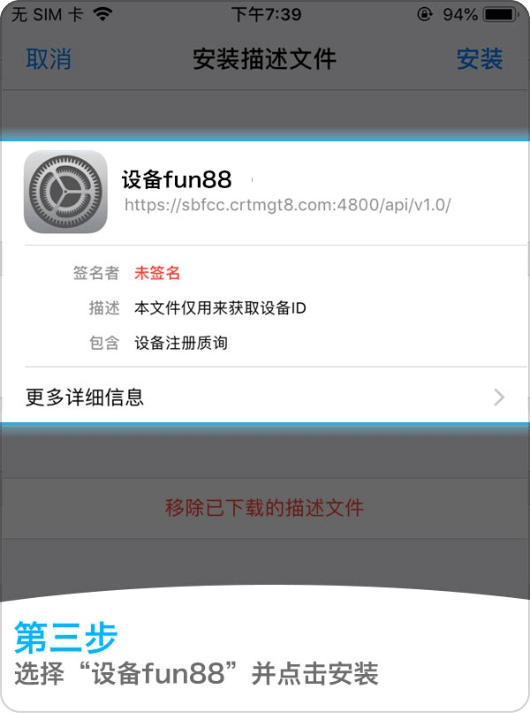 无 SIM 卡 下午7:39 94%
取消 安装描述文件 安装
设备fun88
https://sbfcc.crtmgt8.com:4800/api/v1.0/
签名者 未签名
描述 本文件仅用来获取设备ID
包含 设备注册质询
更多详细信息
移除已下载的描述文件
第三步
选择“设备fun88”并点击安装